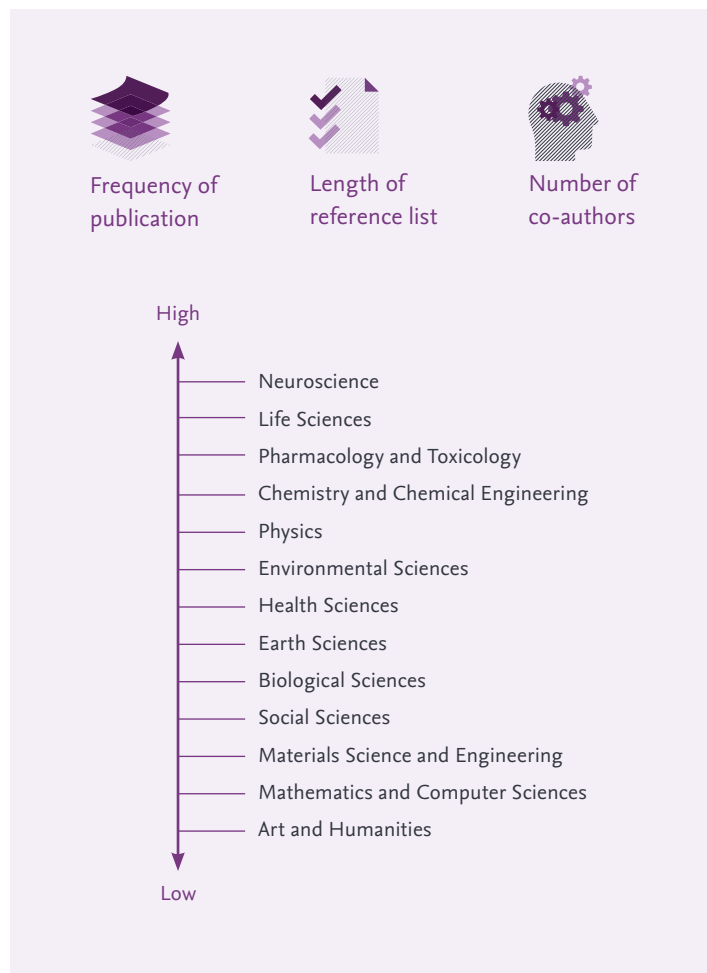 Frequency of
publication
Length of
reference list
Number of
co-authors
High
Neuroscience
Life Sciences
Pharmacology and Toxicology
Chemistry and Chemical Engineering
Physics
Environmental Sciences
Health Sciences
Earth Sciences
Biological Sciences
Social Sciences
Materials Science and Engineering
Mathematics and Computer Sciences
Art and Humanities
Low